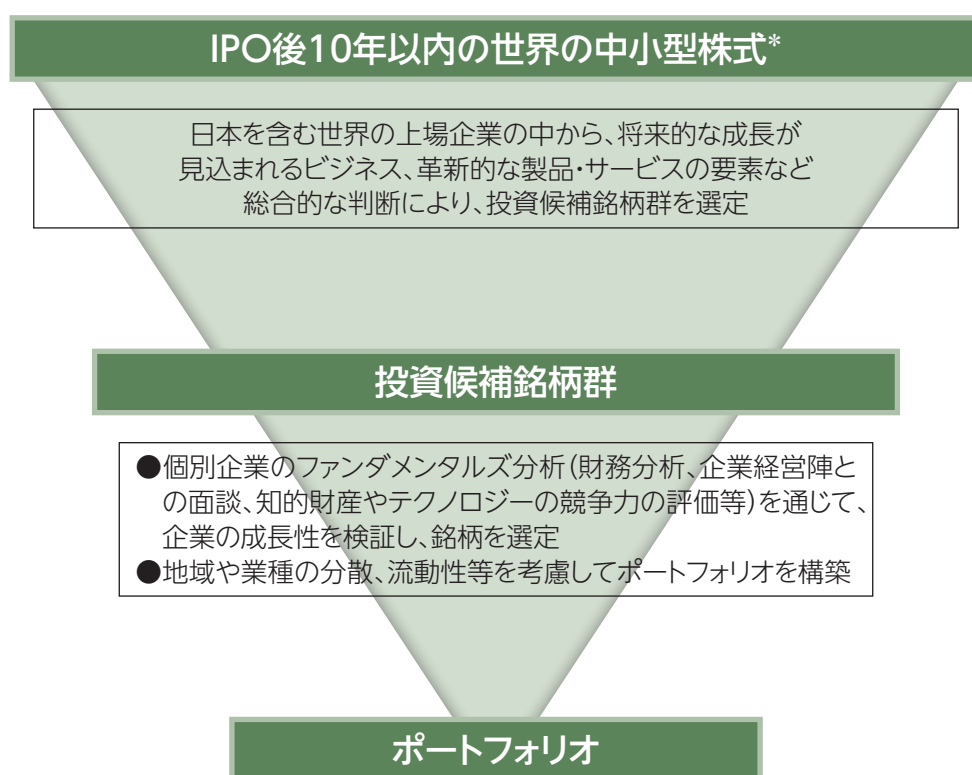 IPO後10年以内の世界の中小型株式*
日本を含む世界の上場企業の中から、将来的な成長が
見込まれるビジネス、革新的な製品・サービスの要素など
総合的な判断により、投資候補銘柄群を選定
投資候補銘柄群
●個別企業のファンダメンタルズ分析(財務分析、企業経営陣と
の面談、知的財産やテクノロジーの競争力の評価等)を通じて、
企業の成長性を検証し、銘柄を選定
●地域や業種の分散、流動性等を考慮してポートフォリオを構築
ポートフォリオ